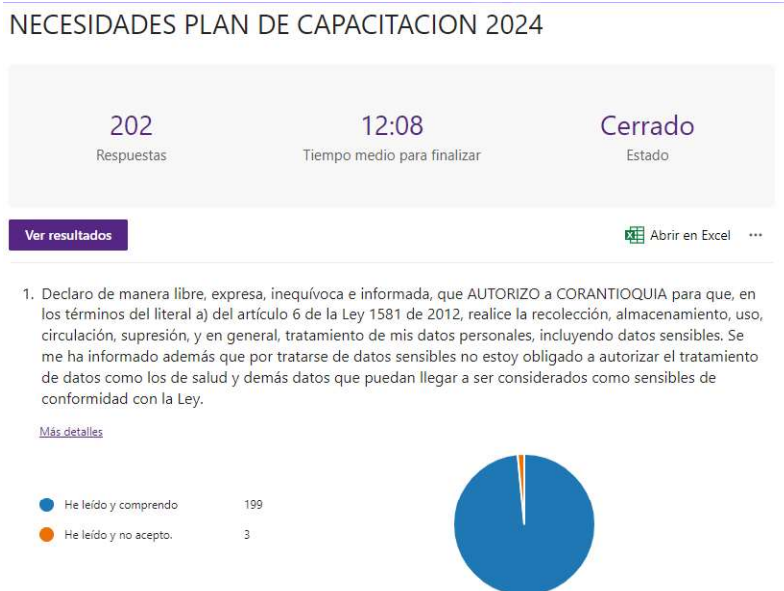 NECESIDADES PLAN DE CAPACITACION 2024
202
Respuestas
12:08
Tiempo medio para finalizar
Cerrado
Estado
Ver resultados
Abrir en Excel ...
1. Declaro de manera libre, expresa, inequívoca e informada, que AUTORIZO a CORANTIOQUIA para que, en
los términos del literal a) del artículo 6 de la Ley 1581 de 2012, realice la recolección, almacenamiento, uso,
circulación, supresión, y en general, tratamiento de mis datos personales, incluyendo datos sensibles. Se
me ha informado además que por tratarse de datos sensibles no estoy obligado a autorizar el tratamiento
de datos como los de salud y demás datos que puedan llegar a ser considerados como sensibles de
conformidad con la Ley.
Más detalles
He leído y comprendo 199
He leído y no acepto. 3